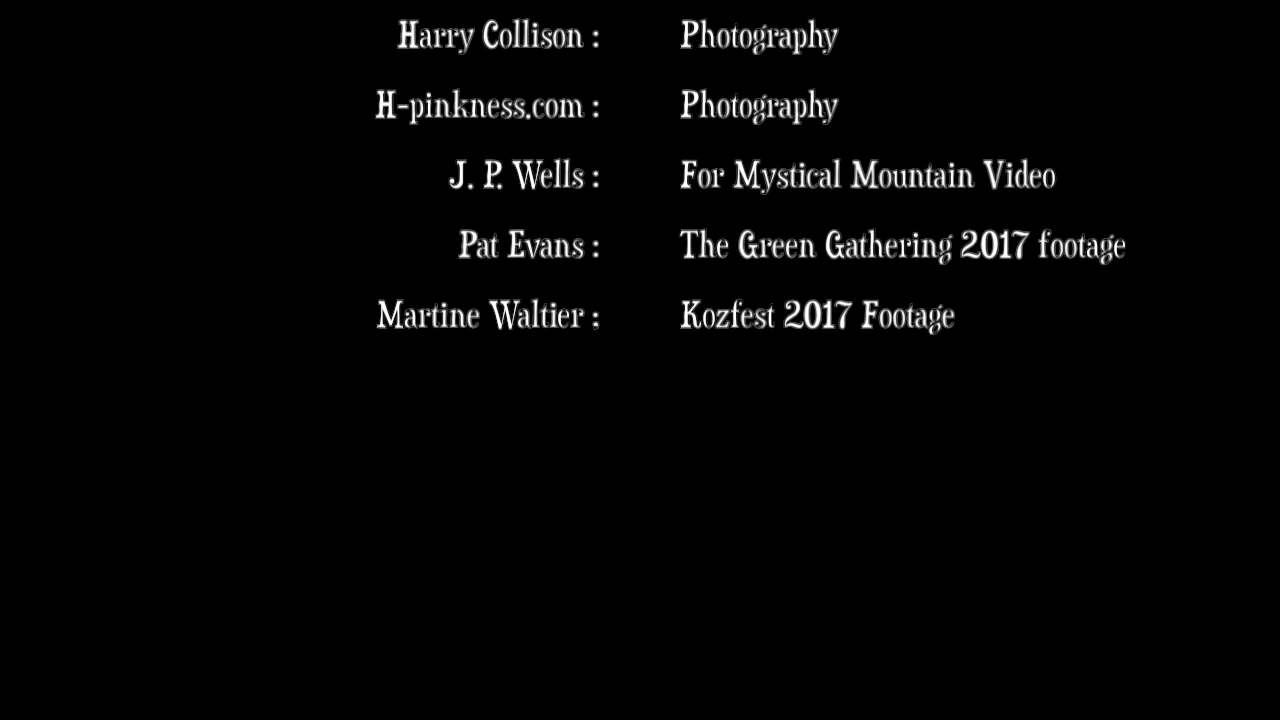 Harry Collison : Photography
H-pinkness.com : Photography
J. P. Wells : For Mystical Mountain Video
Pat Evans : The Green Gathering 2017 footage
Martine Waltier : Kozfest 2017 Footage